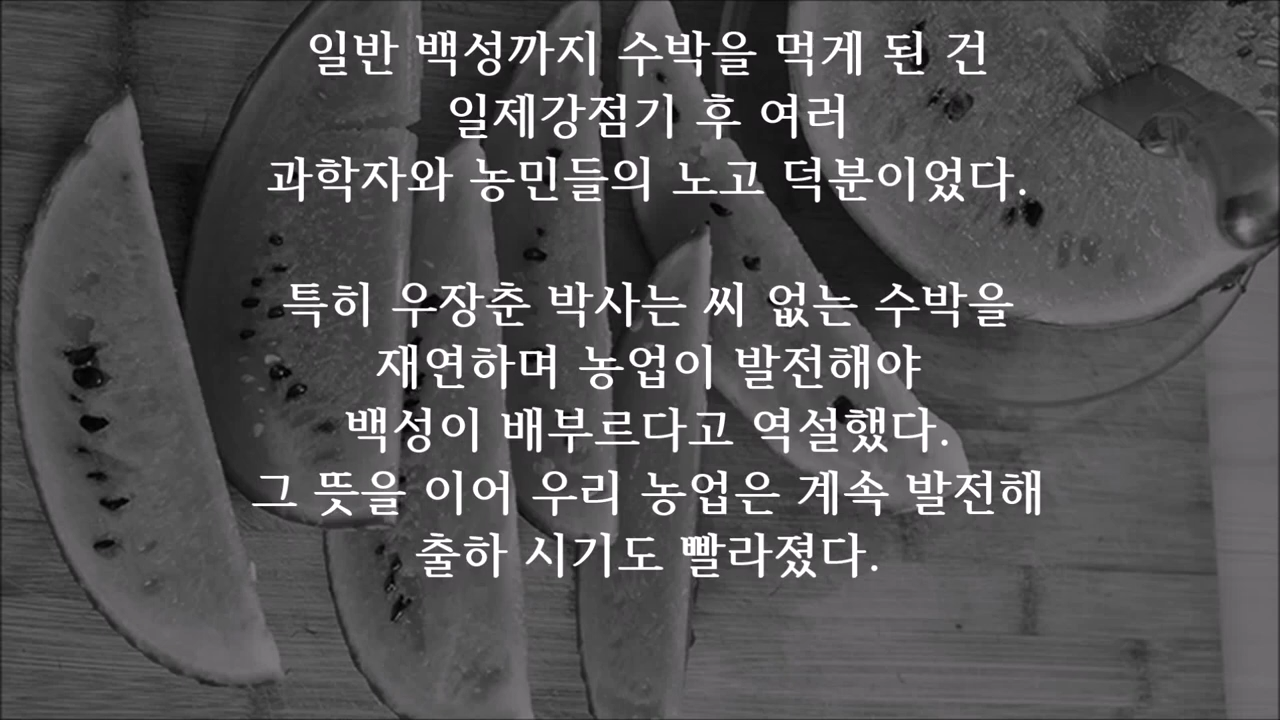 일반 백성까지 수박을 먹게 된 건
일제강점기 후 여러
과학자와 농민들의 노고 덕분이었다.
특히 우장춘 박사는 씨 없는 수박을
재연하며 농업이 발전해야
백성이 배부르다고 역설했다.
그 뜻을 이어 우리 농업은 계속 발전해
출하 시기도 빨라졌다.